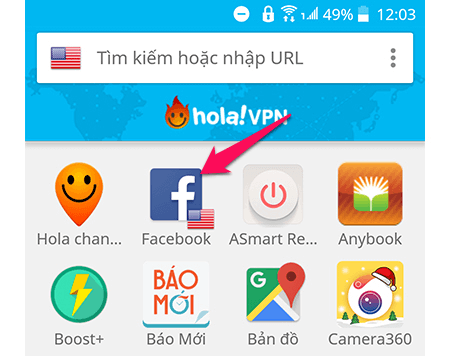 49% 12:03
Tìm kiếm hoặc nhập URL
hola!VPN
Hola chan... Facebook ASmart Re... Anybook
BÁO
MỚI
Boost+ Báo Mới Bản đồ Camera360